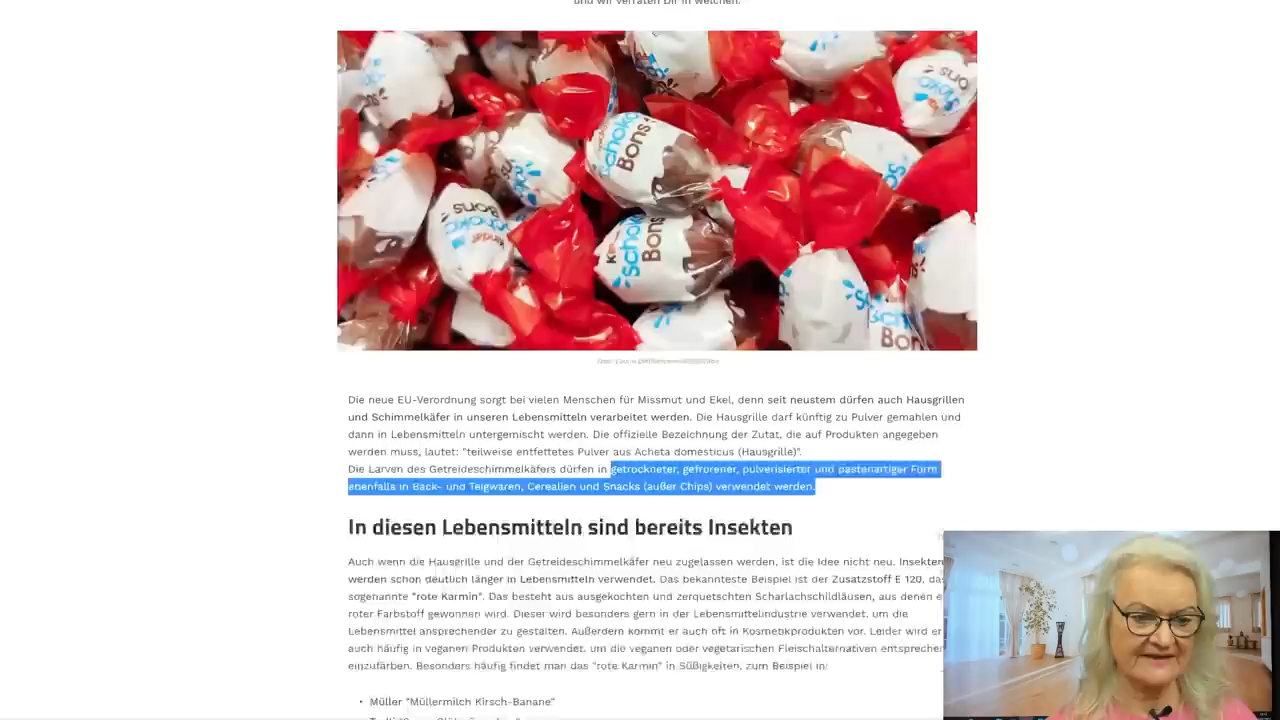 und wir verraten Dir in welchen.
Schoko
Bons
Schoko
Bons
Die neue EU-Verordnung sorgt bei vielen Menschen für Missmut und Ekel, denn seit neustem dürfen auch Hausgrillen
und Schimmelkäfer in unseren Lebensmitteln verarbeitet werden. Die Hausgrille darf künftig zu Pulver gemahlen und
dann in Lebensmitteln untergemischt werden. Die offizielle Bezeichnung der Zutat, die auf Produkten angegeben
werden muss, lautet: "teilweise entfettetes Pulver aus Acheta domesticus (Hausgrille)".
Die Larven des Getreideschimmelkäfers dürfen in getrockneter, gefrorener, pulverisierter und pastenartiger Form
ebenfalls in Back- und Teigwaren, Cerealien und Snacks (außer Chips) verwendet werden.
In diesen Lebensmitteln sind bereits Insekten
Auch wenn die Hausgrille und der Getreideschimmelkäfer neu zugelassen werden, ist die Idee nicht neu. Insekten
werden schon deutlich länger in Lebensmitteln verwendet. Das bekannteste Beispiel ist der Zusatzstoff E 120, das
sogenannte "rote Karmin". Das besteht aus ausgekochten und zerquetschten Scharlachschildläusen, aus denen
roter Farbstoff gewonnen wird. Dieser wird besonders gern in der Lebensmittelindustrie verwendet, um die
Lebensmittel ansprechender zu gestalten. Außerdem kommt er auch oft in Kosmetikprodukten vor. Leider wird er
auch häufig in veganen Produkten verwendet, um die veganen oder vegetarischen Fleischalternativen entsprechen
einzufärben. Besonders häufig findet man das "rote Karmin" in Süßigkeiten, zum Beispiel in:
• Müller "Müllermilch Kirsch-Banane"